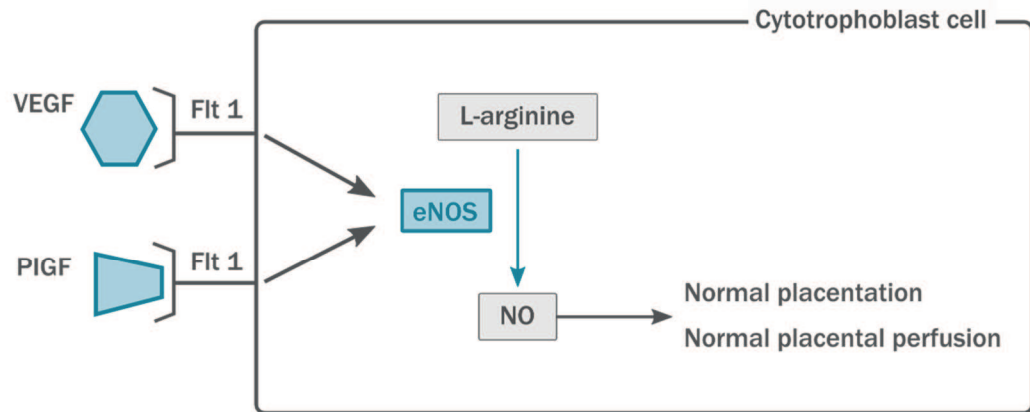 Cytotrophoblast cell
VEGF
Flt 1
L-arginine
eNOS
PIGF
Flt 1
NO
Normal placentation
Normal placental perfusion